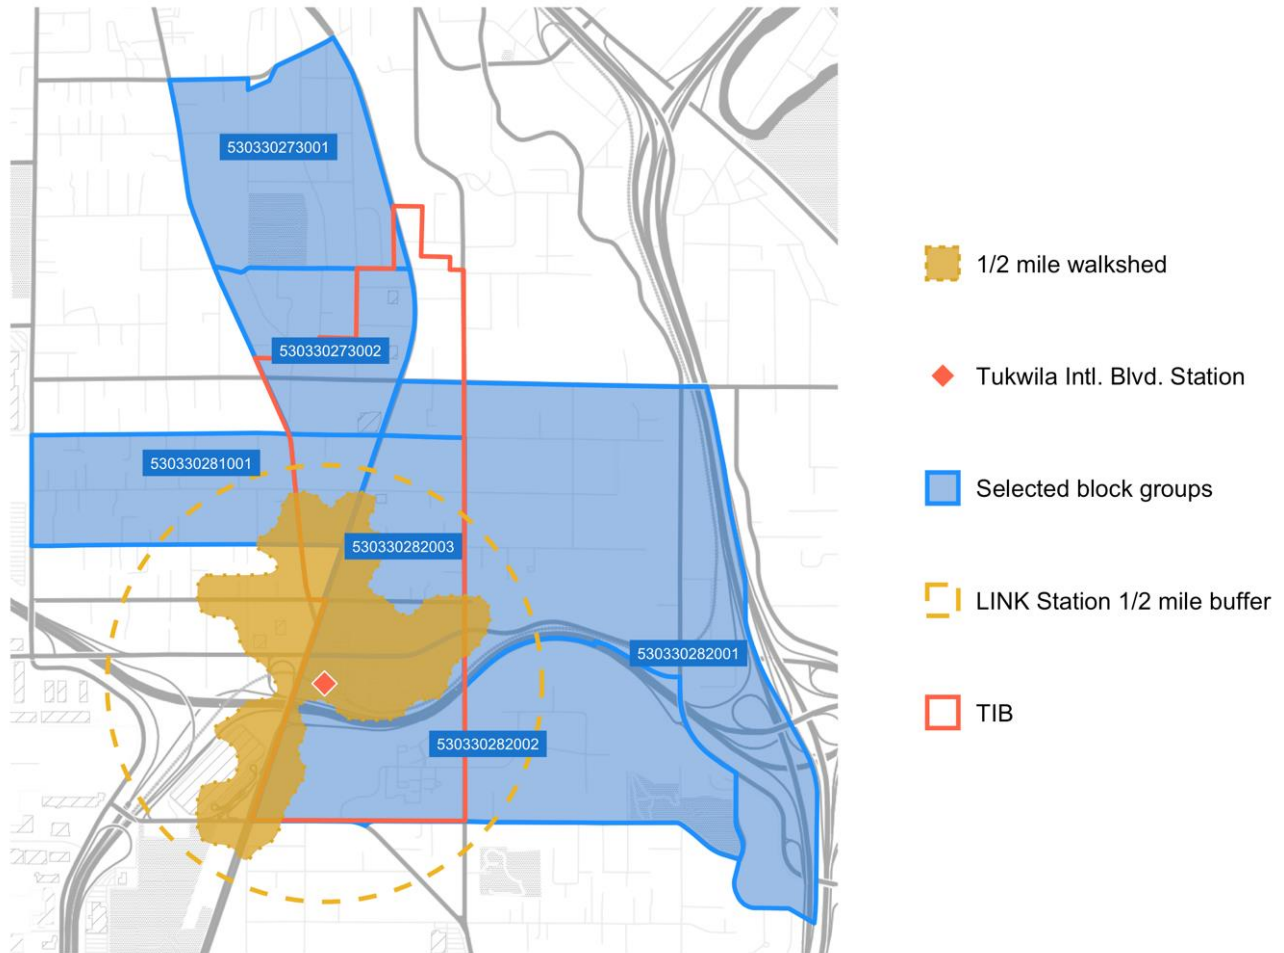 530330273001
530330273002
530330281001
530330282003
530330282001
530330282002
1/2 mile walkshed
Tukwila Intl. Blvd. Station
Selected block groups
LINK Station 1/2 mile buffer
TIB